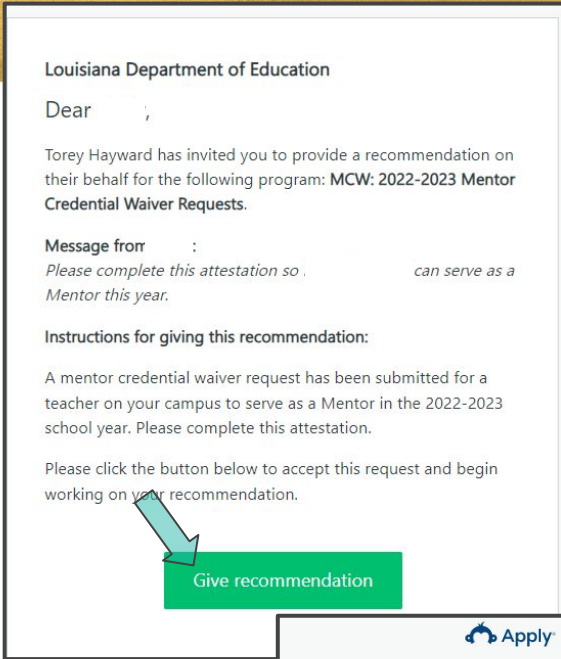 Louisiana Department of Education
Dear ,
Torey Hayward has invited you to provide a recommendation on
their behalf for the following program: MCW: 2022-2023 Mentor
Credential Waiver Requests.
Message from :
Please complete this attestation so can serve as a
Mentor this year.
Instructions for giving this recommendation:
A mentor credential waiver request has been submitted for a
teacher on your campus to serve as a Mentor in the 2022-2023
school year. Please complete this attestation.
Please click the button below to accept this request and begin
working on your recommendation.
Give recommendation
Apply